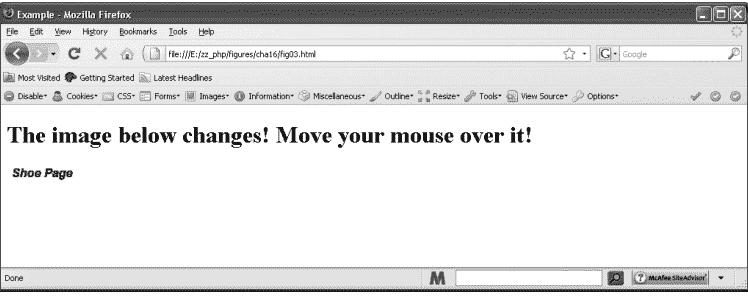 Example - Mozilla Firefox
File Edit View History Bookmarks Tools Help
file:///E:/zz_php/figures/cha16/fig03.html G Google
Most Visited Getting Started Latest Headlines
Disable Cookies CSS Forms Images Information Miscellaneous Outline Resize Tools View Source Options
The image below changes! Move your mouse over it!
Shoe Page
Done M McAfee SiteAdvisor